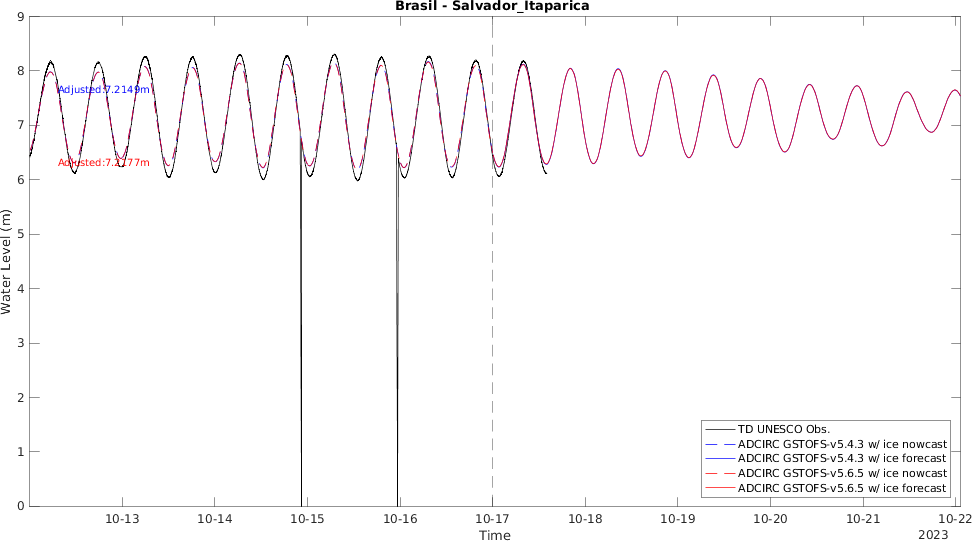 Brasil - Salvador_Itaparica
9
8
7
6
5
4
3
2
1
0
Water Level (m)
Adjusted:7.2149m
TD UNESCO Obs.
ADCIRC GSTOFS-v5.4.3 w/ ice nowcast
ADCIRC GSTOFS-v5.4.3 w/ ice forecast
ADCIRC GSTOFS-v5.6.5 w/ ice nowcast
ADCIRC GSTOFS-v5.6.5 w/ ice forecast
10-13
10-14
10-15
10-16
10-17
10-18
10-19
10-20
10-21
10-22
Time
2023